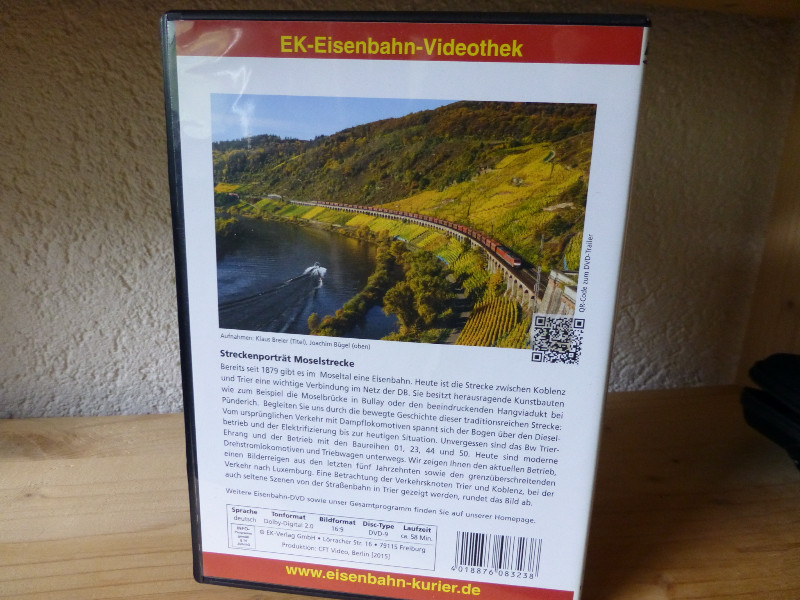 EK-Eisenbahn-Videothek
QR-Code zum DVD-Trailer
Aufnahmen: Klaus Breier (Titel), Joachim Bügel (oben)
Streckenporträt Moselstrecke
Bereits seit 1879 gibt es im Moseltal eine Eisenbahn. Heute ist die Strecke zwischen Koblenz
und Trier eine wichtige Verbindung im Netz der DB. Sie besitzt herausragende Kunstbauten
wie zum Beispiel die Moselbrücke in Bullay oder den beeindruckenden Hangviadukt bei
Pünderich. Begleiten Sie uns durch die bewegte Geschichte dieser traditionsreichen Strecke:
Vom ursprünglichen Verkehr mit Dampflokomotiven spannt sich der Bogen über den Diesel-
betrieb und der Elektrifizierung bis zur heutigen Situation. Unvergessen sind das Bw Trier-
Ehrang und der Betrieb mit den Baureihen 01, 23, 44 und 50. Heute sind moderne
Drehstromlokomotiven und Triebwagen unterwegs. Wir zeigen Ihnen den aktuellen Betrieb,
einen Bilderreigen aus den letzten fünf Jahrzehnten sowie den grenzüberschreitenden
Verkehr nach Luxemburg. Eine Betrachtung der Verkehrsknoten Trier und Koblenz, bei der
auch seltene Szenen von der Straßenbahn in Trier gezeigt werden, rundet das Bild ab.
Weitere Eisenbahn-DVD sowie unser Gesamtprogramm finden Sie auf unserer Homepage.
Sprache Tonformat Bildformat Disc-Type Laufzeit
deutsch Dolby-Digital 2.0 16:9 DVD-9 ca. 58 Min.
INFO-Programm gemäß § 14 JuSchG
© EK-Verlag GmbH • Lörracher Str. 16 • 79115 Freiburg
Produktion: CFT Video, Berlin [2015]
4 018876 083238
www.eisenbahn-kurier.de